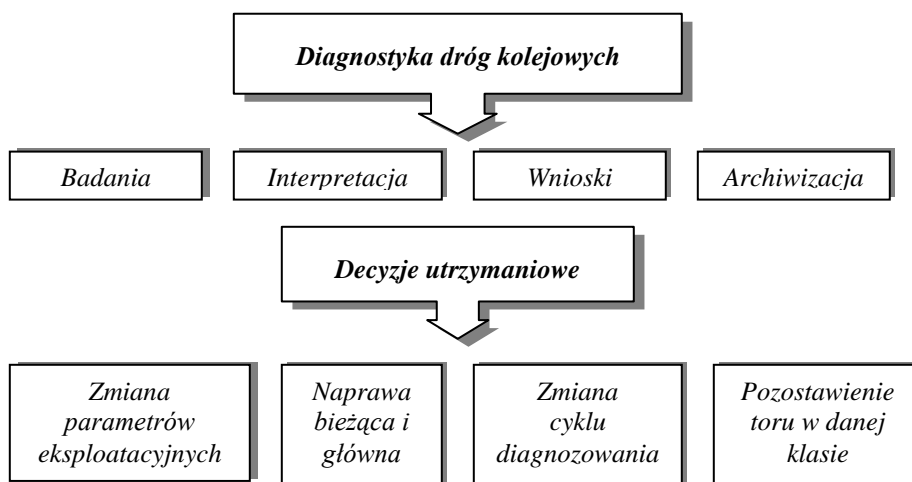 Diagnostyka dróg kolejowych
Badania
Interpretacja
Wnioski
Archiwizacja
Decyzje utrzymaniowe
Zmiana
parametrów
eksploatacyjnych
Naprawa
bieżąca i
główna
Zmiana
cyklu
diagnozowania
Pozostawienie
toru w danej
klasie